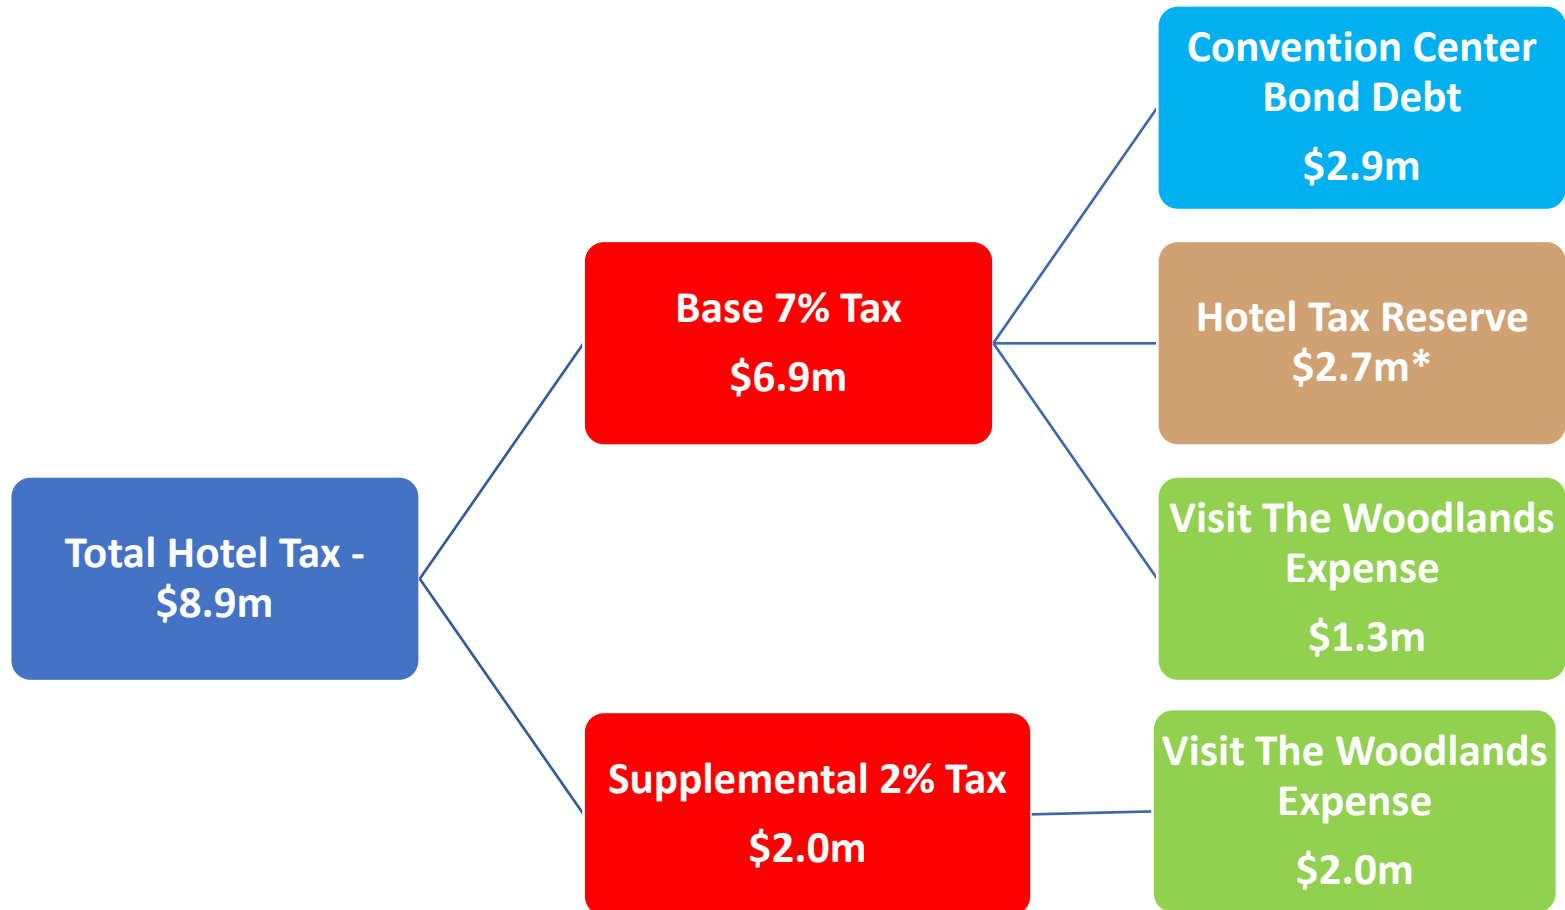 Total Hotel Tax -
$8.9m
Base 7% Tax
$6.9m
Convention Center
Bond Debt
$2.9m
Hotel Tax Reserve
$2.7m*
Visit The Woodlands
Expense
$1.3m
Supplemental 2% Tax
$2.0m
Visit The Woodlands
Expense
$2.0m